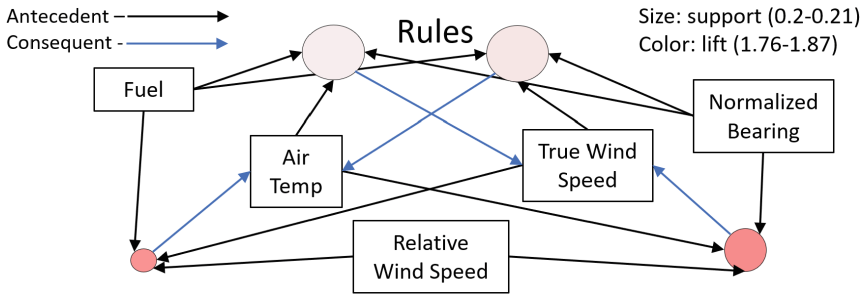 Antecedent –
Consequent -
Rules
Size: support (0.2-0.21)
Color: lift (1.76-1.87)
Fuel
Normalized
Bearing
Air
Temp
True Wind
Speed
Relative
Wind Speed